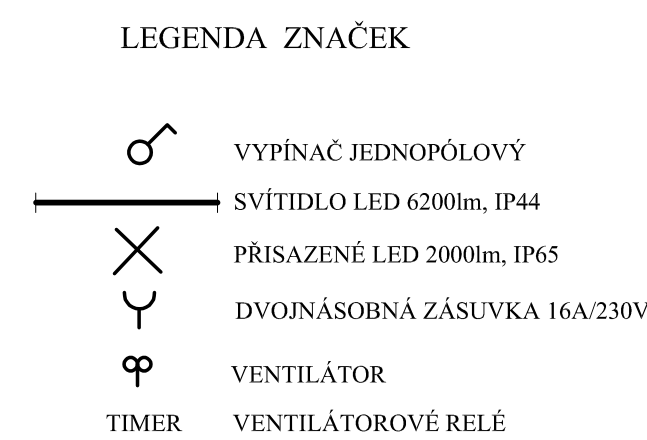 LEGENDA ZNAČEK
VYPÍNAČ JEDNOPÓLOVÝ
SVÍTIDLO LED 6200lm, IP44
PŘISAZENÉ LED 2000lm, IP65
DVOJNÁSOBNÁ ZÁSUVKA 16A/230V
VENTILÁTOR
TIMER VENTILÁTOROVÉ RELÉ